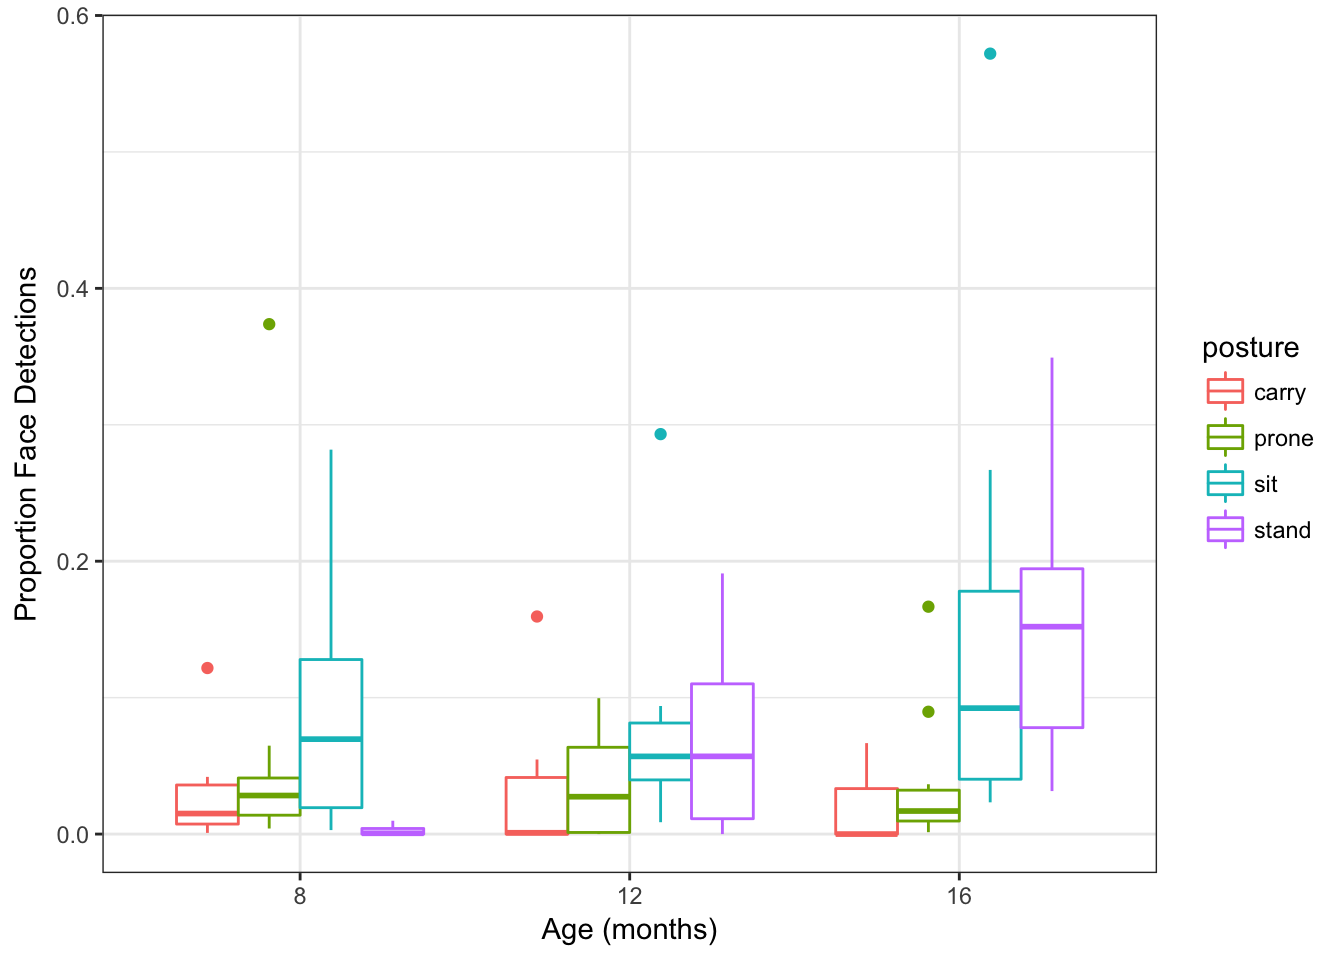 Proportion Face Detections
0.6
0.4
0.2
0.0
8 12 16
Age (months)
posture
carry
prone
sit
stand